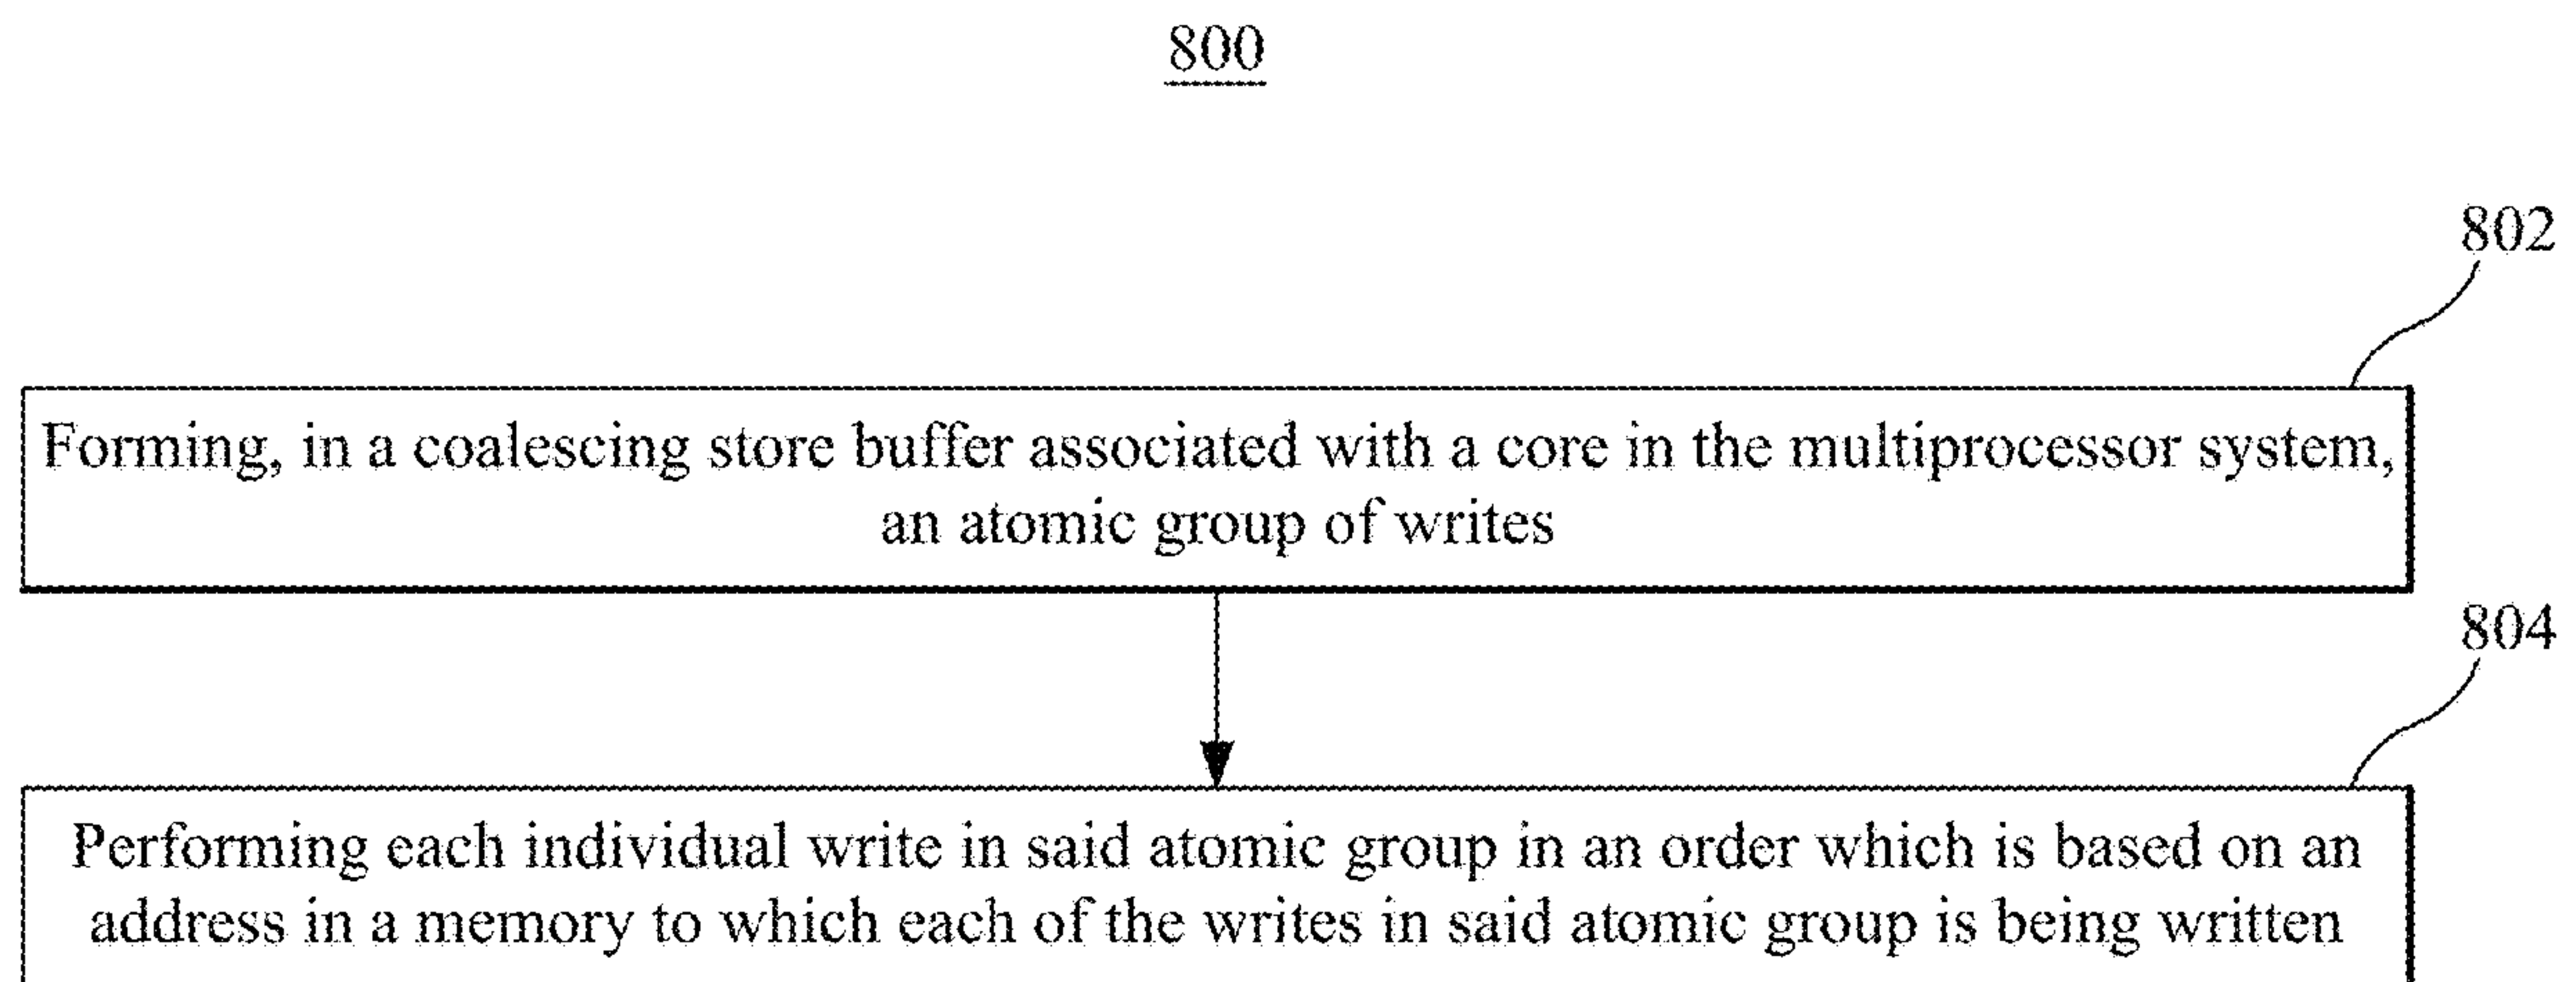 800
802
Forming, in a coalescing store buffer associated with a core in the multiprocessor system,
an atomic group of writes
804
Performing each individual write in said atomic group in an order which is based on an
address in a memory to which each of the writes in said atomic group is being written